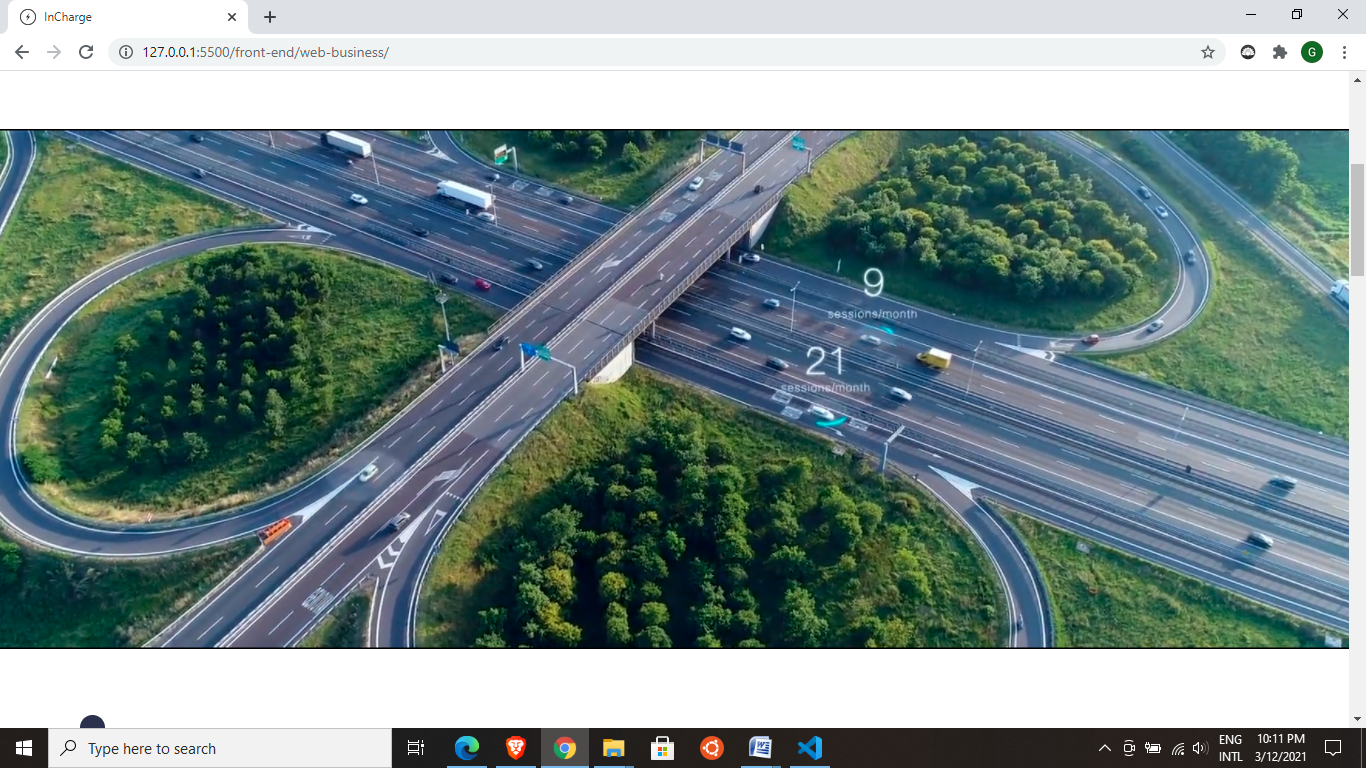 InCharge
127.0.0.1:5500/front-end/web-business/
G
9
sessions/month
21
sessions/month
Type here to search
ENG
INTL
10:11 PM
3/12/2021